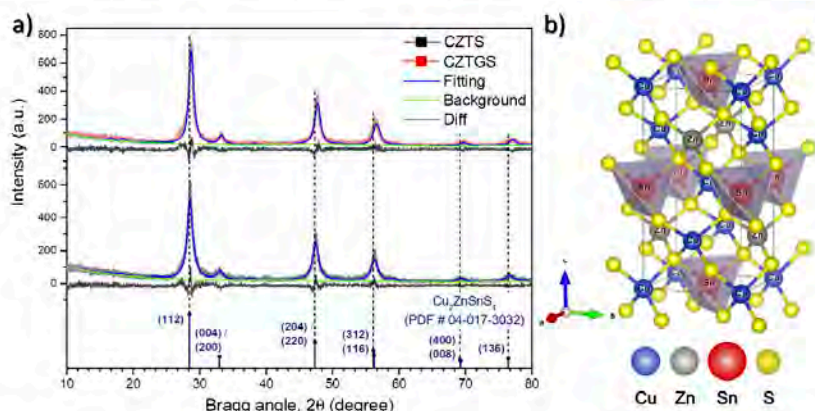 a)
b)
800
600
400
200
0
600
400
200
0
Intensity (a.u.)
CZTS
CZTGS
Fitting
Background
Diff
Cu2ZnSnS4
(PDF # 04-017-3032)
(112)
(004) /
(200)
(204)
(220)
(312)
(116)
(400)
(008)
(136)
10 20 30 40 50 60 70 80
Bragg angle, 2Θ (degree)
Cu Zn Sn S